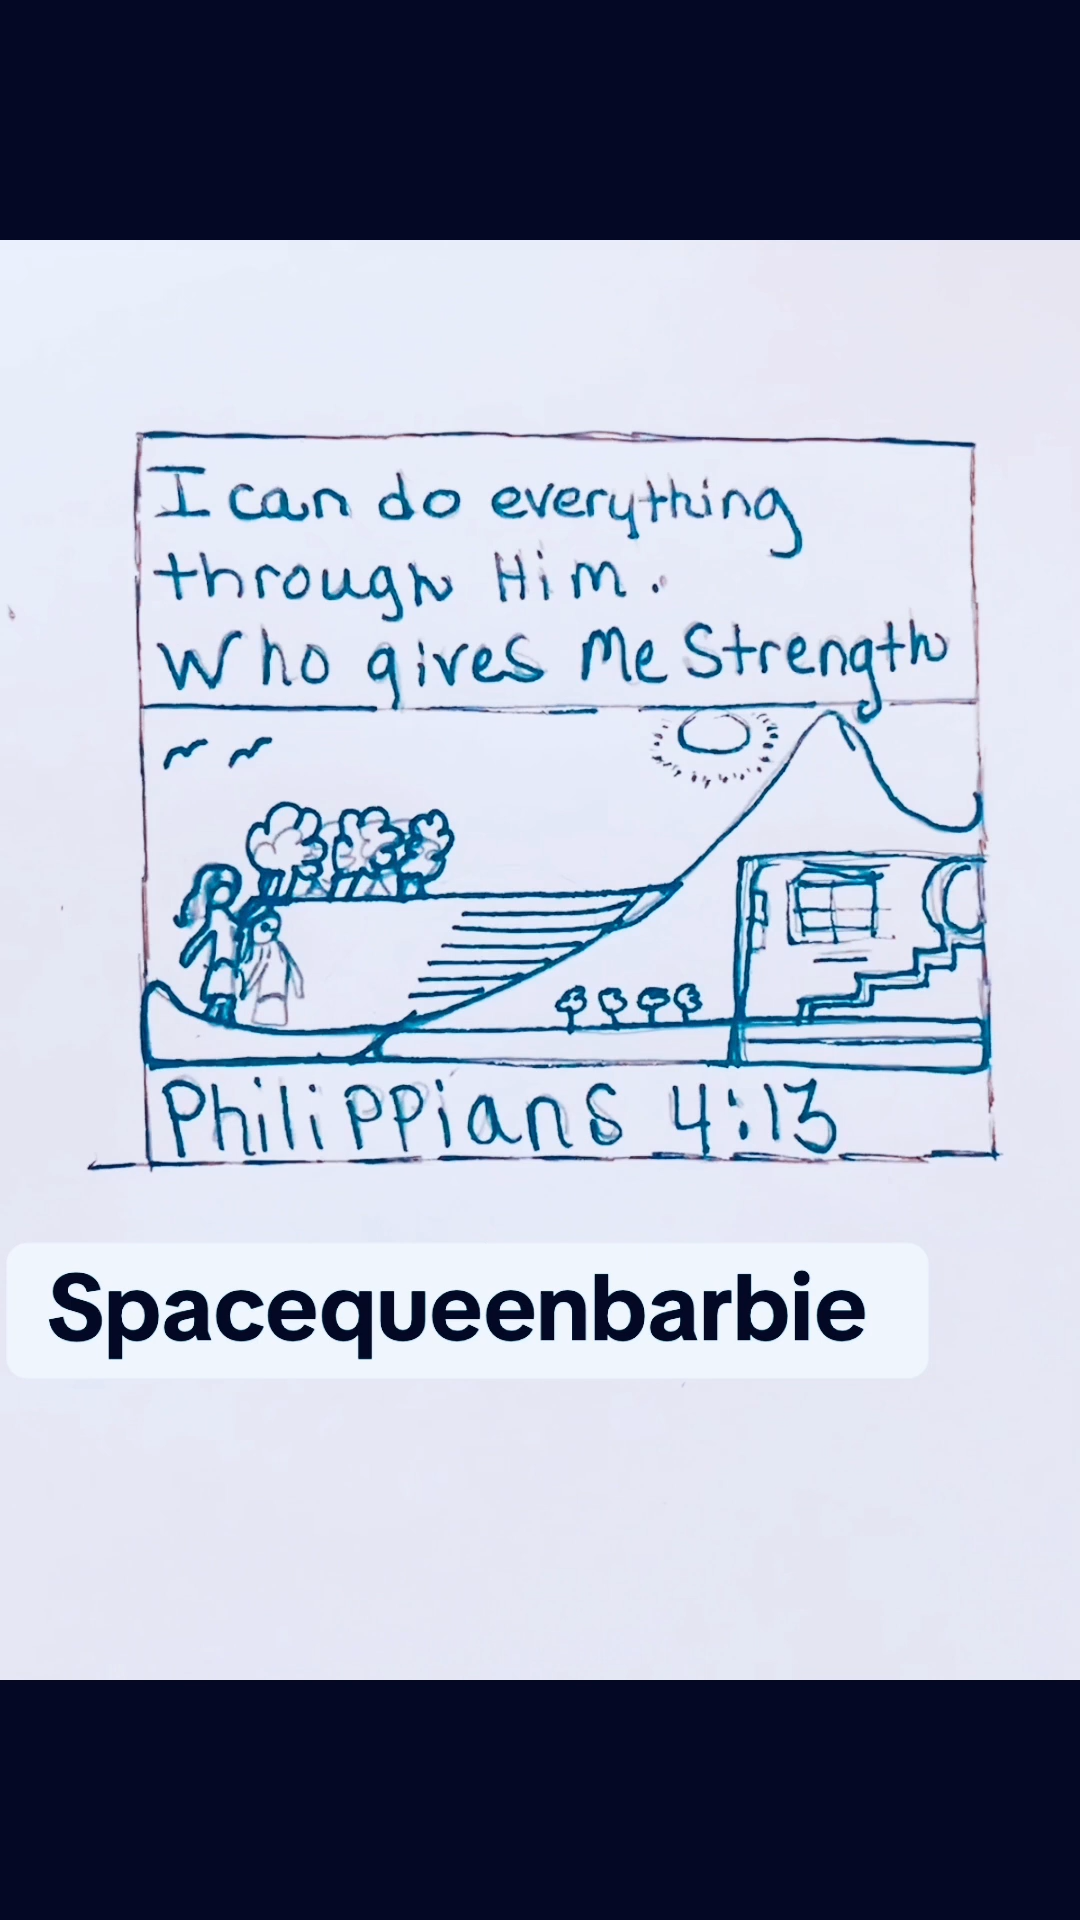 I can do everything
through Him.
Who gives Me Strength
Philippians 4:13
Spacequeenbarbie